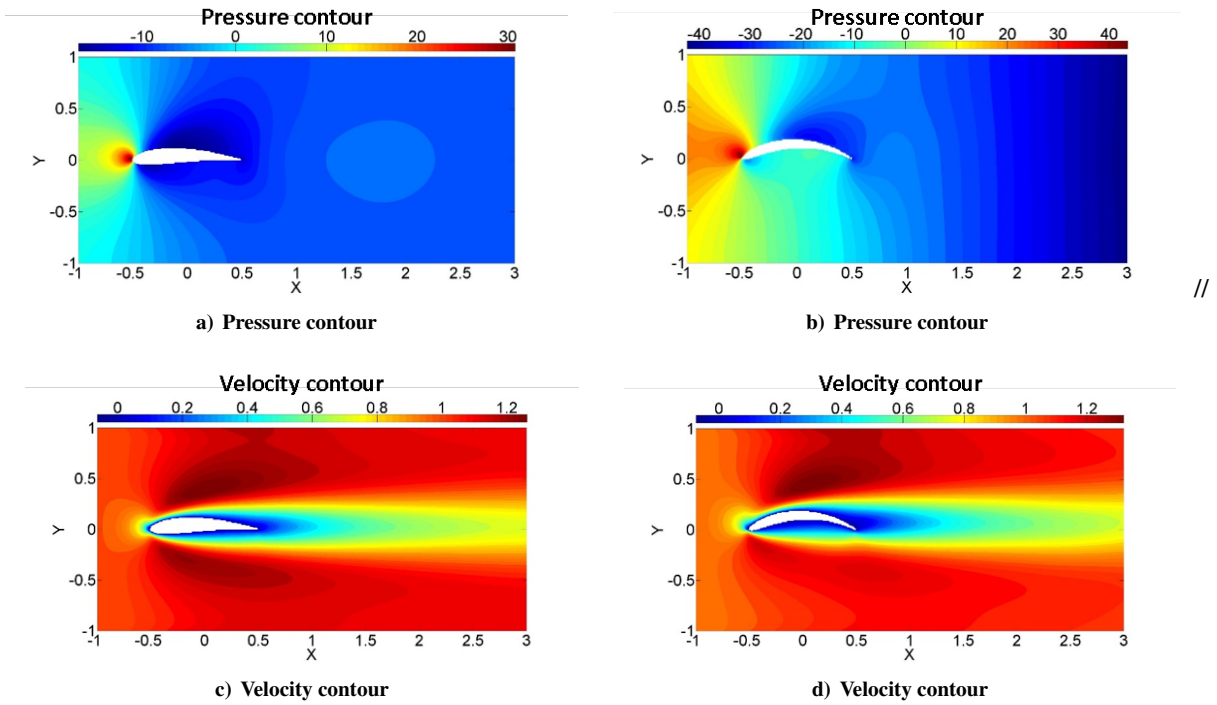 Pressure contour
-10 0 10 20 30
1
0.5
Y 0
-0.5
-1
-1 -0.5 0 0.5 1 1.5 2 2.5 3
X
a) Pressure contour
Pressure contour
-40 -30 -20 -10 0 10 20 30 40
1
0.5
Y 0
-0.5
-1
-1 -0.5 0 0.5 1 1.5 2 2.5 3
X
b) Pressure contour
//
Velocity contour
0 0.2 0.4 0.6 0.8 1 1.2
1
0.5
Y 0
-0.5
-1
-1 -0.5 0 0.5 1 1.5 2 2.5 3
X
c) Velocity contour
Velocity contour
0 0.2 0.4 0.6 0.8 1 1.2
1
0.5
Y 0
-0.5
-1
-1 -0.5 0 0.5 1 1.5 2 2.5 3
X
d) Velocity contour